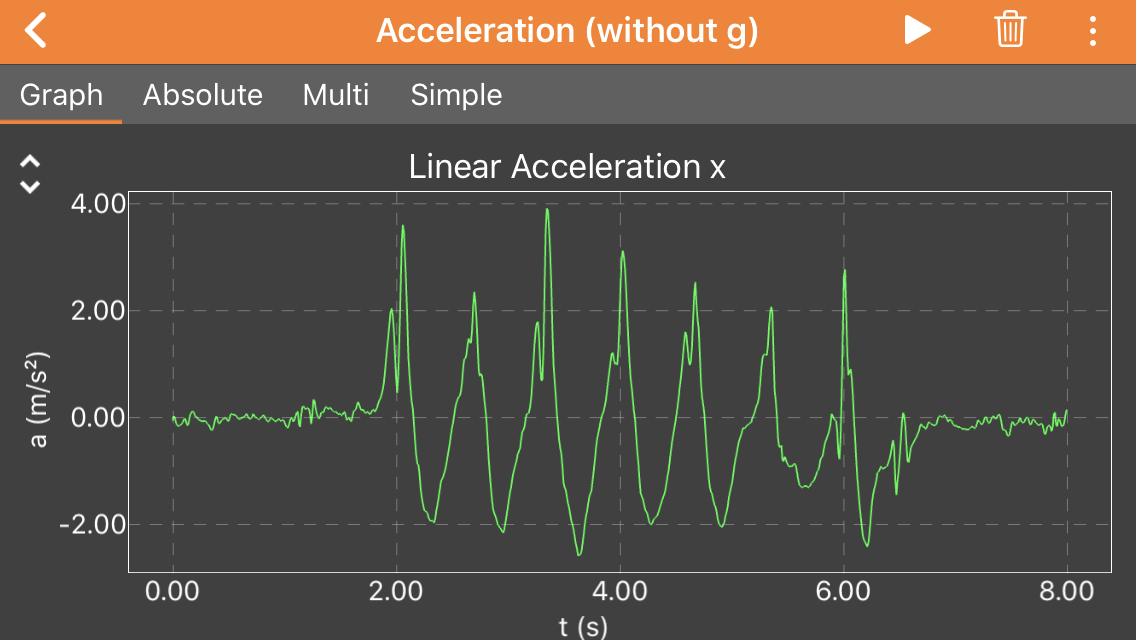 Acceleration (without g)
Graph Absolute Multi Simple
Linear Acceleration x
4.00
2.00
0.00
-2.00
a (m/s²)
0.00 2.00 4.00 6.00 8.00
t (s)